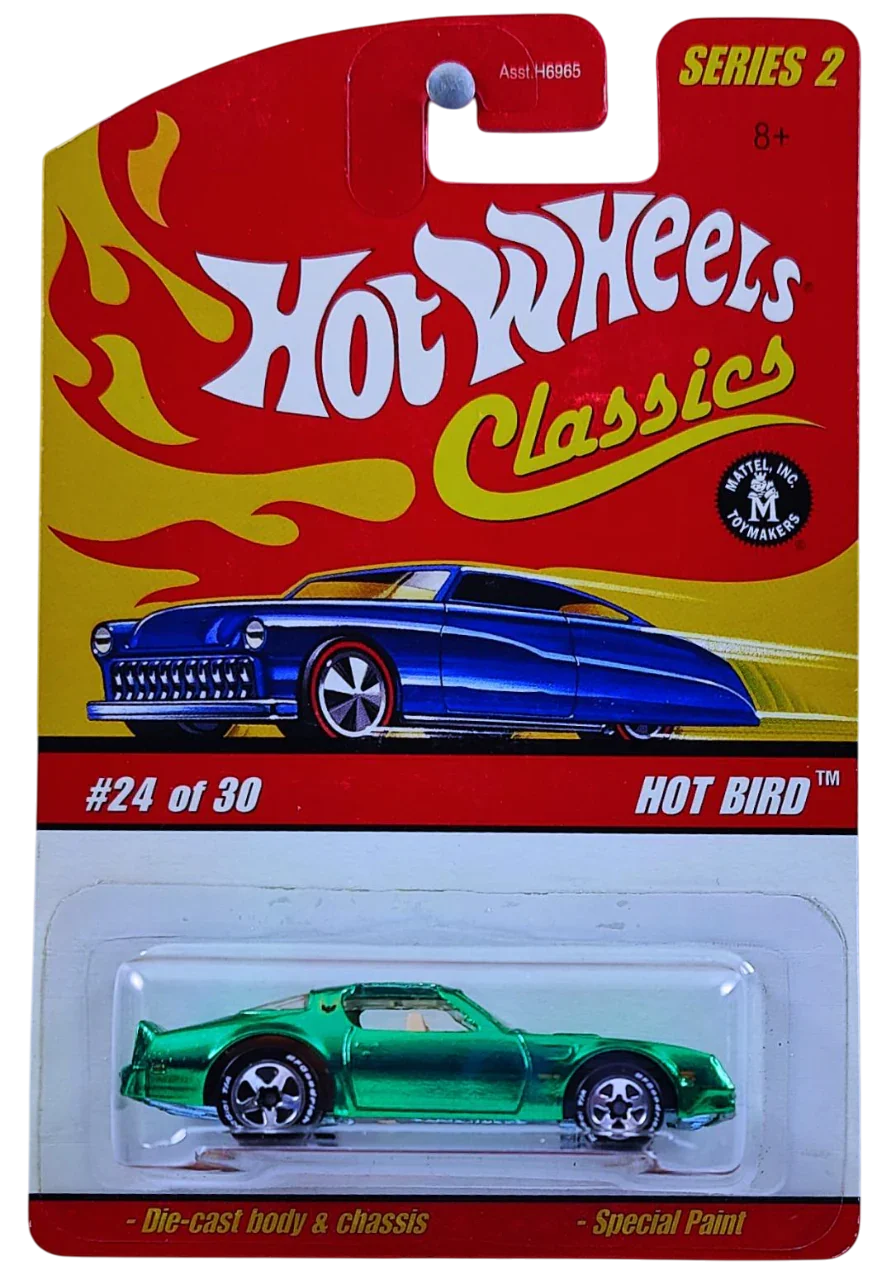 Asst.H6965
SERIES 2
8+
HOT WHEELS®
Classics
MATTEL, INC.
M
TOYMAKERS
®
#24 of 30
HOT BIRD™
- Die-cast body & chassis
- Special Paint